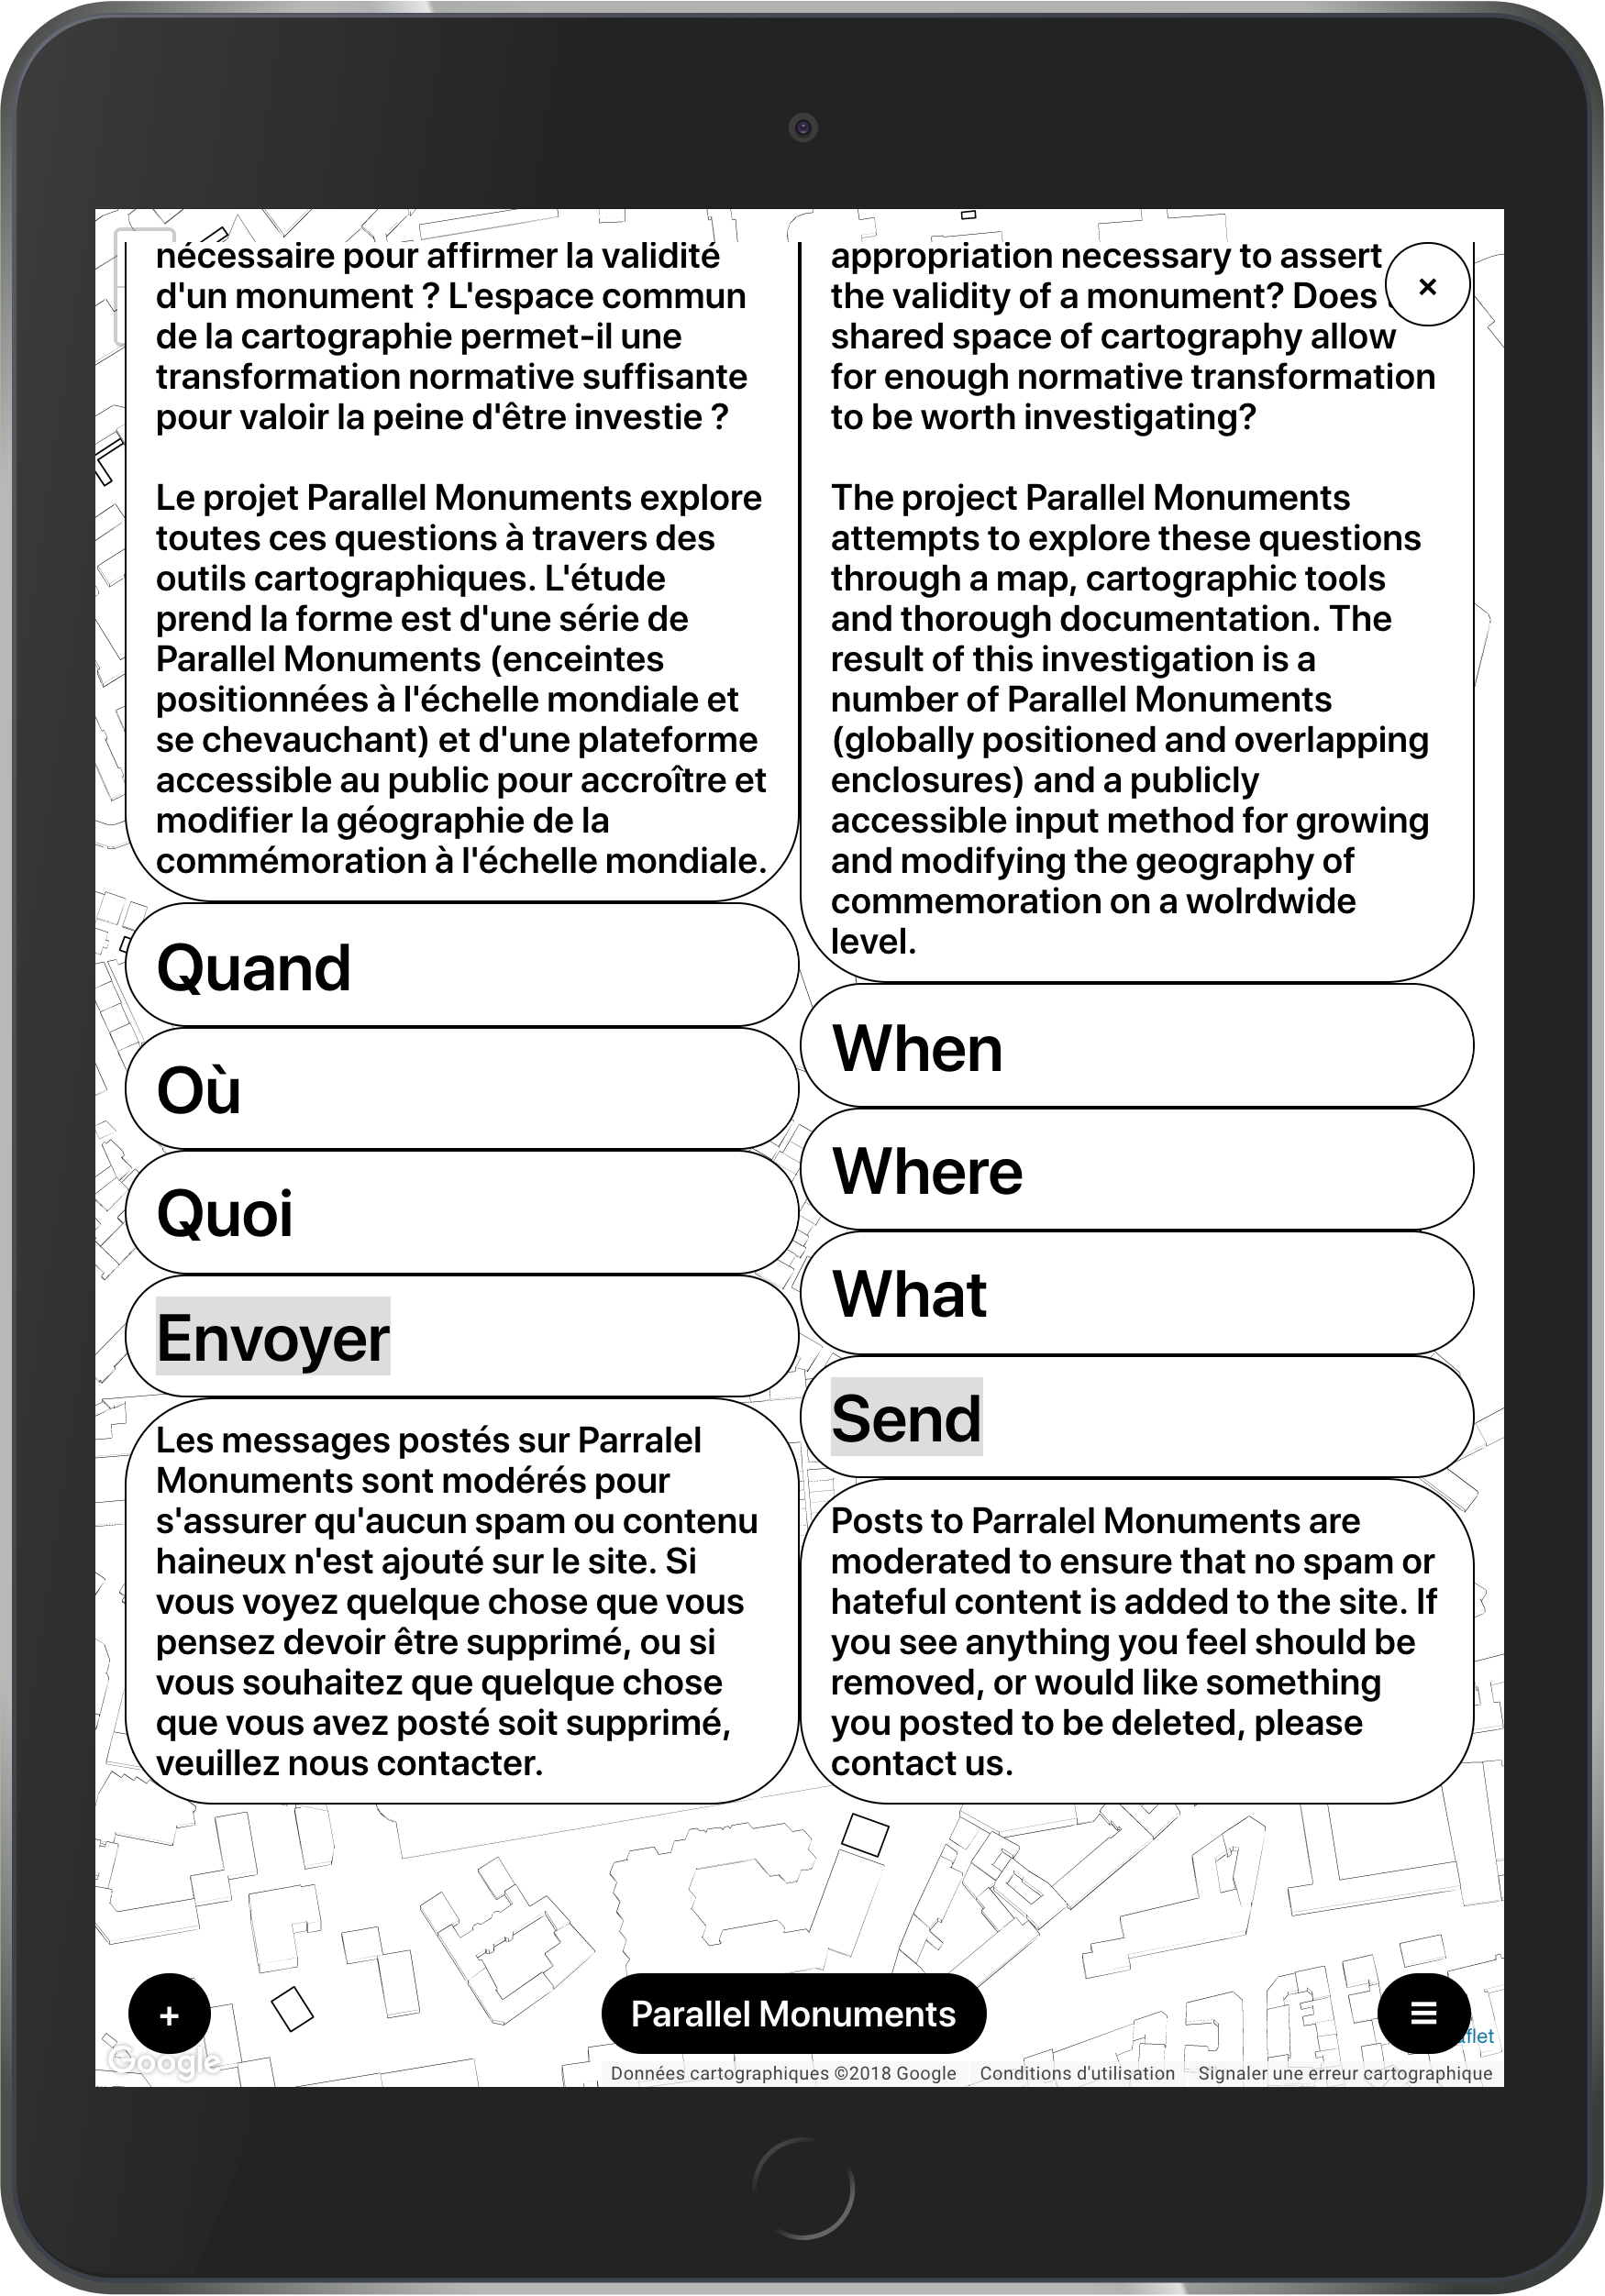 nécessaire pour affirmer la validité
d'un monument ? L'espace commun
de la cartographie permet-il une
transformation normative suffisante
pour valoir la peine d'être investie ?
Le projet Parallel Monuments explore
toutes ces questions à travers des
outils cartographiques. L'étude
prend la forme est d'une série de
Parallel Monuments (enceintes
positionnées à l'échelle mondiale et
se chevauchant) et d'une plateforme
accessible au public pour accroître et
modifier la géographie de la
commémoration à l'échelle mondiale.
Quand
Où
Quoi
Envoyer
Les messages postés sur Parralel
Monuments sont modérés pour
s'assurer qu'aucun spam ou contenu
haineux n'est ajouté sur le site. Si
vous voyez quelque chose que vous
pensez devoir être supprimé, ou si
vous souhaitez que quelque chose
que vous avez posté soit supprimé,
veuillez nous contacter.
appropriation necessary to assert
the validity of a monument? Does
shared space of cartography allow
for enough normative transformation
to be worth investigating?
The project Parallel Monuments
attempts to explore these questions
through a map, cartographic tools
and thorough documentation. The
result of this investigation is a
number of Parallel Monuments
(globally positioned and overlapping
enclosures) and a publicly
accessible input method for growing
and modifying the geography of
commemoration on a wolrdwide
level.
When
Where
What
Send
Posts to Parralel Monuments are
moderated to ensure that no spam or
hateful content is added to the site. If
you see anything you feel should be
removed, or would like something
you posted to be deleted, please
contact us.
×
+
Parallel Monuments
Google
Données cartographiques ©2018 Google
Conditions d'utilisation
Signaler une erreur cartographique